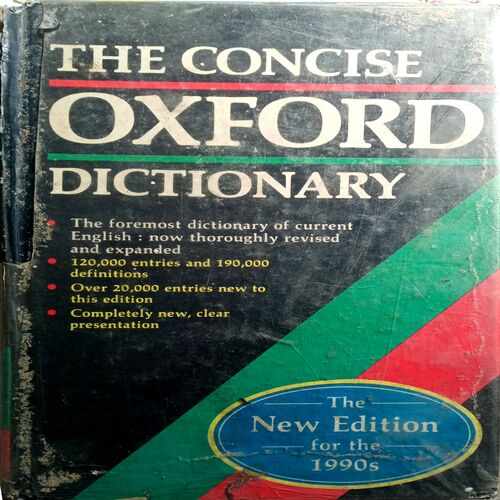 THE CONCISE
OXFORD
DICTIONARY
• The foremost dictionary of current
English : now thoroughly revised
and expanded
• 120,000 entries and 190,000
definitions
• Over 20,000 entries new to
this edition
• Completely new, clear
presentation
The
New Edition
for the
1990s